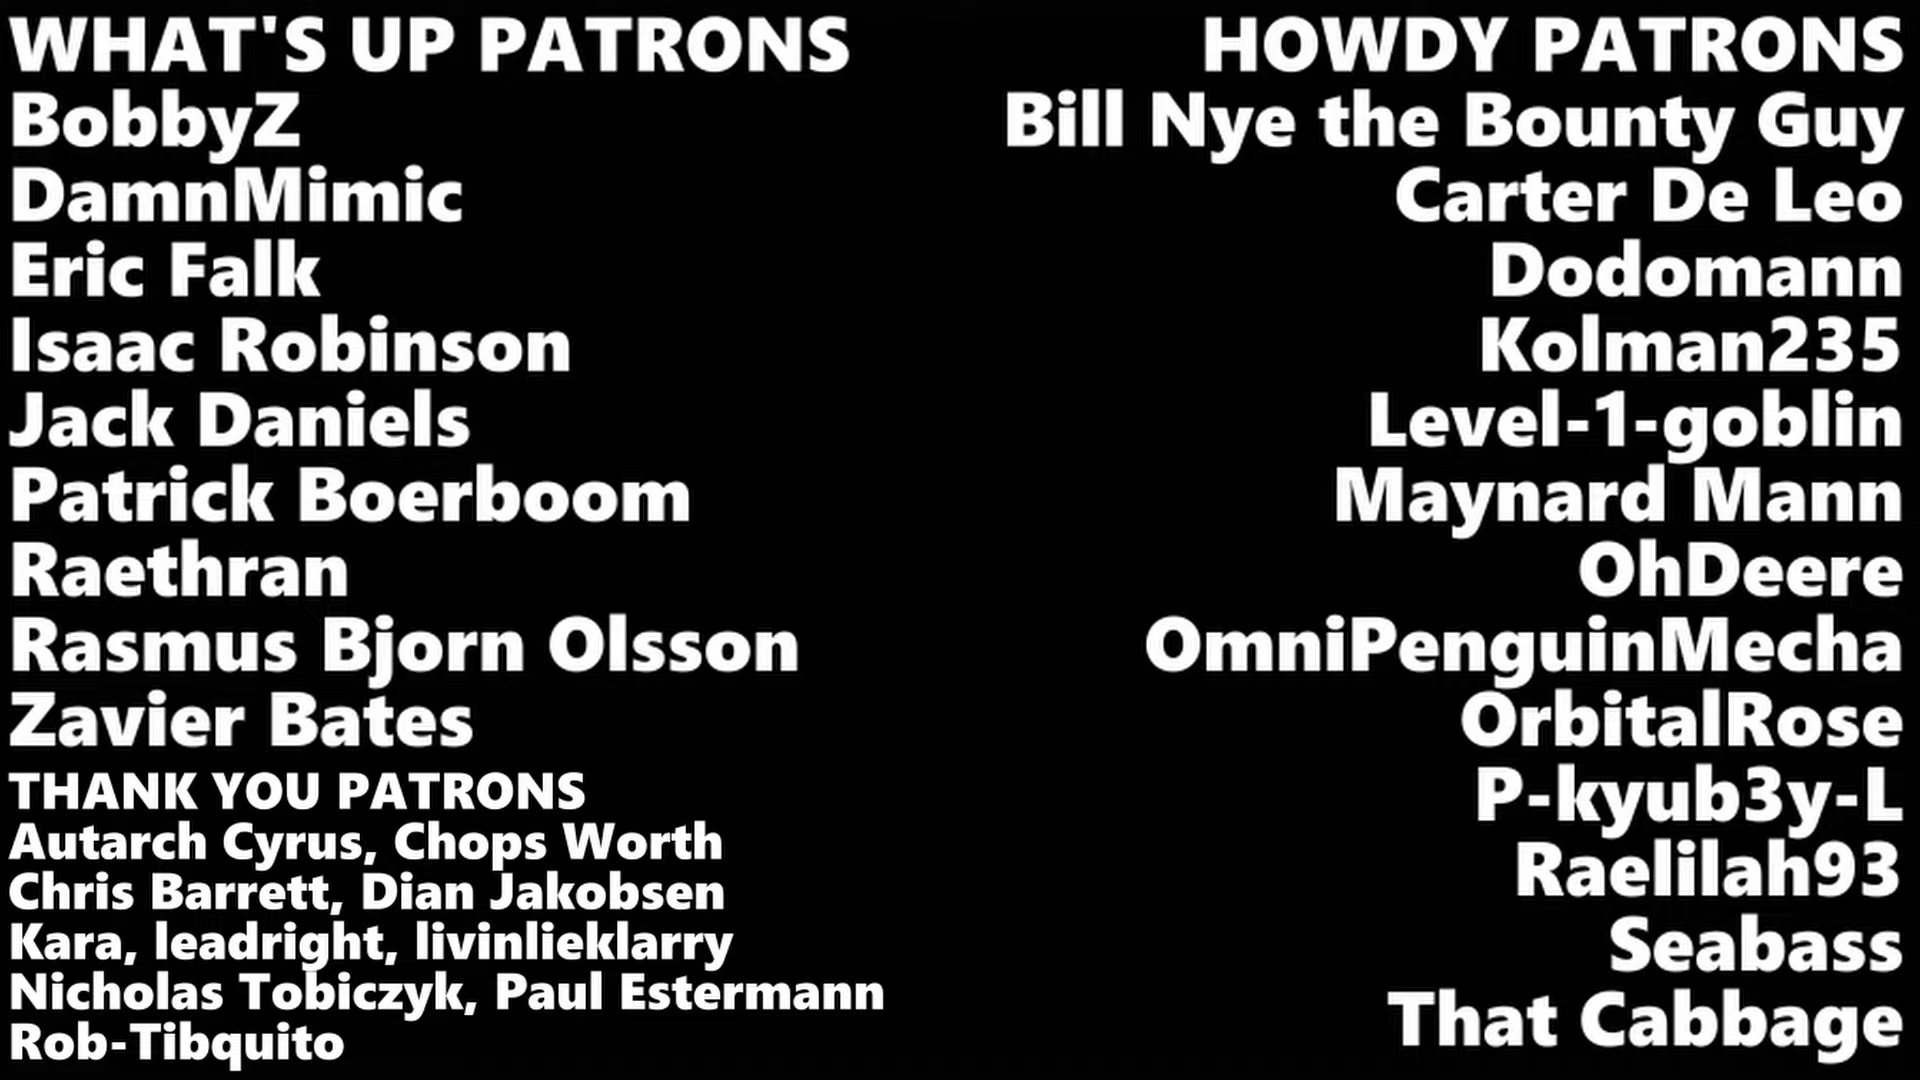 WHAT'S UP PATRONS
BobbyZ
DamnMimic
Eric Falk
Isaac Robinson
Jack Daniels
Patrick Boerboom
Raethran
Rasmus Bjorn Olsson
Zavier Bates
THANK YOU PATRONS
Autarch Cyrus, Chops Worth
Chris Barrett, Dian Jakobsen
Kara, leadright, livinlieklarry
Nicholas Tobiczyk, Paul Estermann
Rob-Tibquito
HOWDY PATRONS
Bill Nye the Bounty Guy
Carter De Leo
Dodomann
Kolman235
Level-1-goblin
Maynard Mann
OhDeere
OmniPenguinMecha
OrbitalRose
P-kyub3y-L
Raelilah93
Seabass
That Cabbage